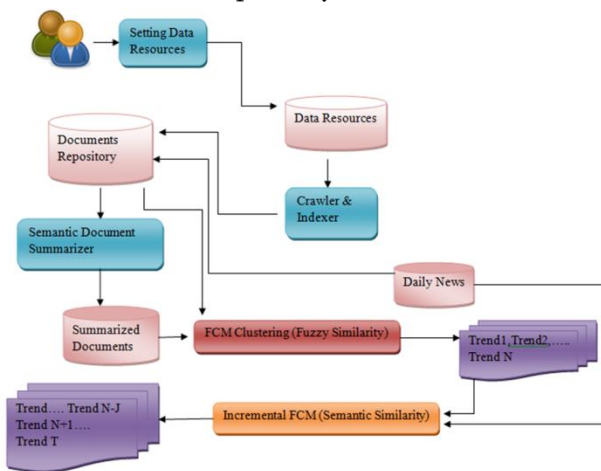 Setting Data
Resources
Data Resources
Documents
Repository
Crawler &
Indexer
Semantic Document
Summarizer
Daily News
Summarized
Documents
FCM Clustering (Fuzzy Similarity)
Trend1,Trend2,.....
Trend N
Incremental FCM (Semantic Similarity)
Trend.... Trend N-J
Trend N+1....
Trend T